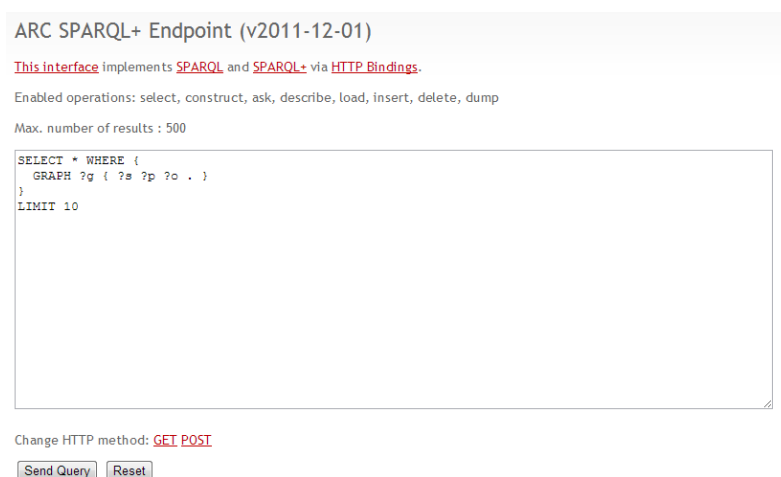 ARC SPARQL+ Endpoint (v2011-12-01)
This interface implements SPARQL and SPARQL+ via HTTP Bindings.
Enabled operations: select, construct, ask, describe, load, insert, delete, dump
Max. number of results : 500
SELECT * WHERE {
  GRAPH ?g { ?s ?p ?o . }
}
LIMIT 10
Change HTTP method: GET POST
Send Query Reset